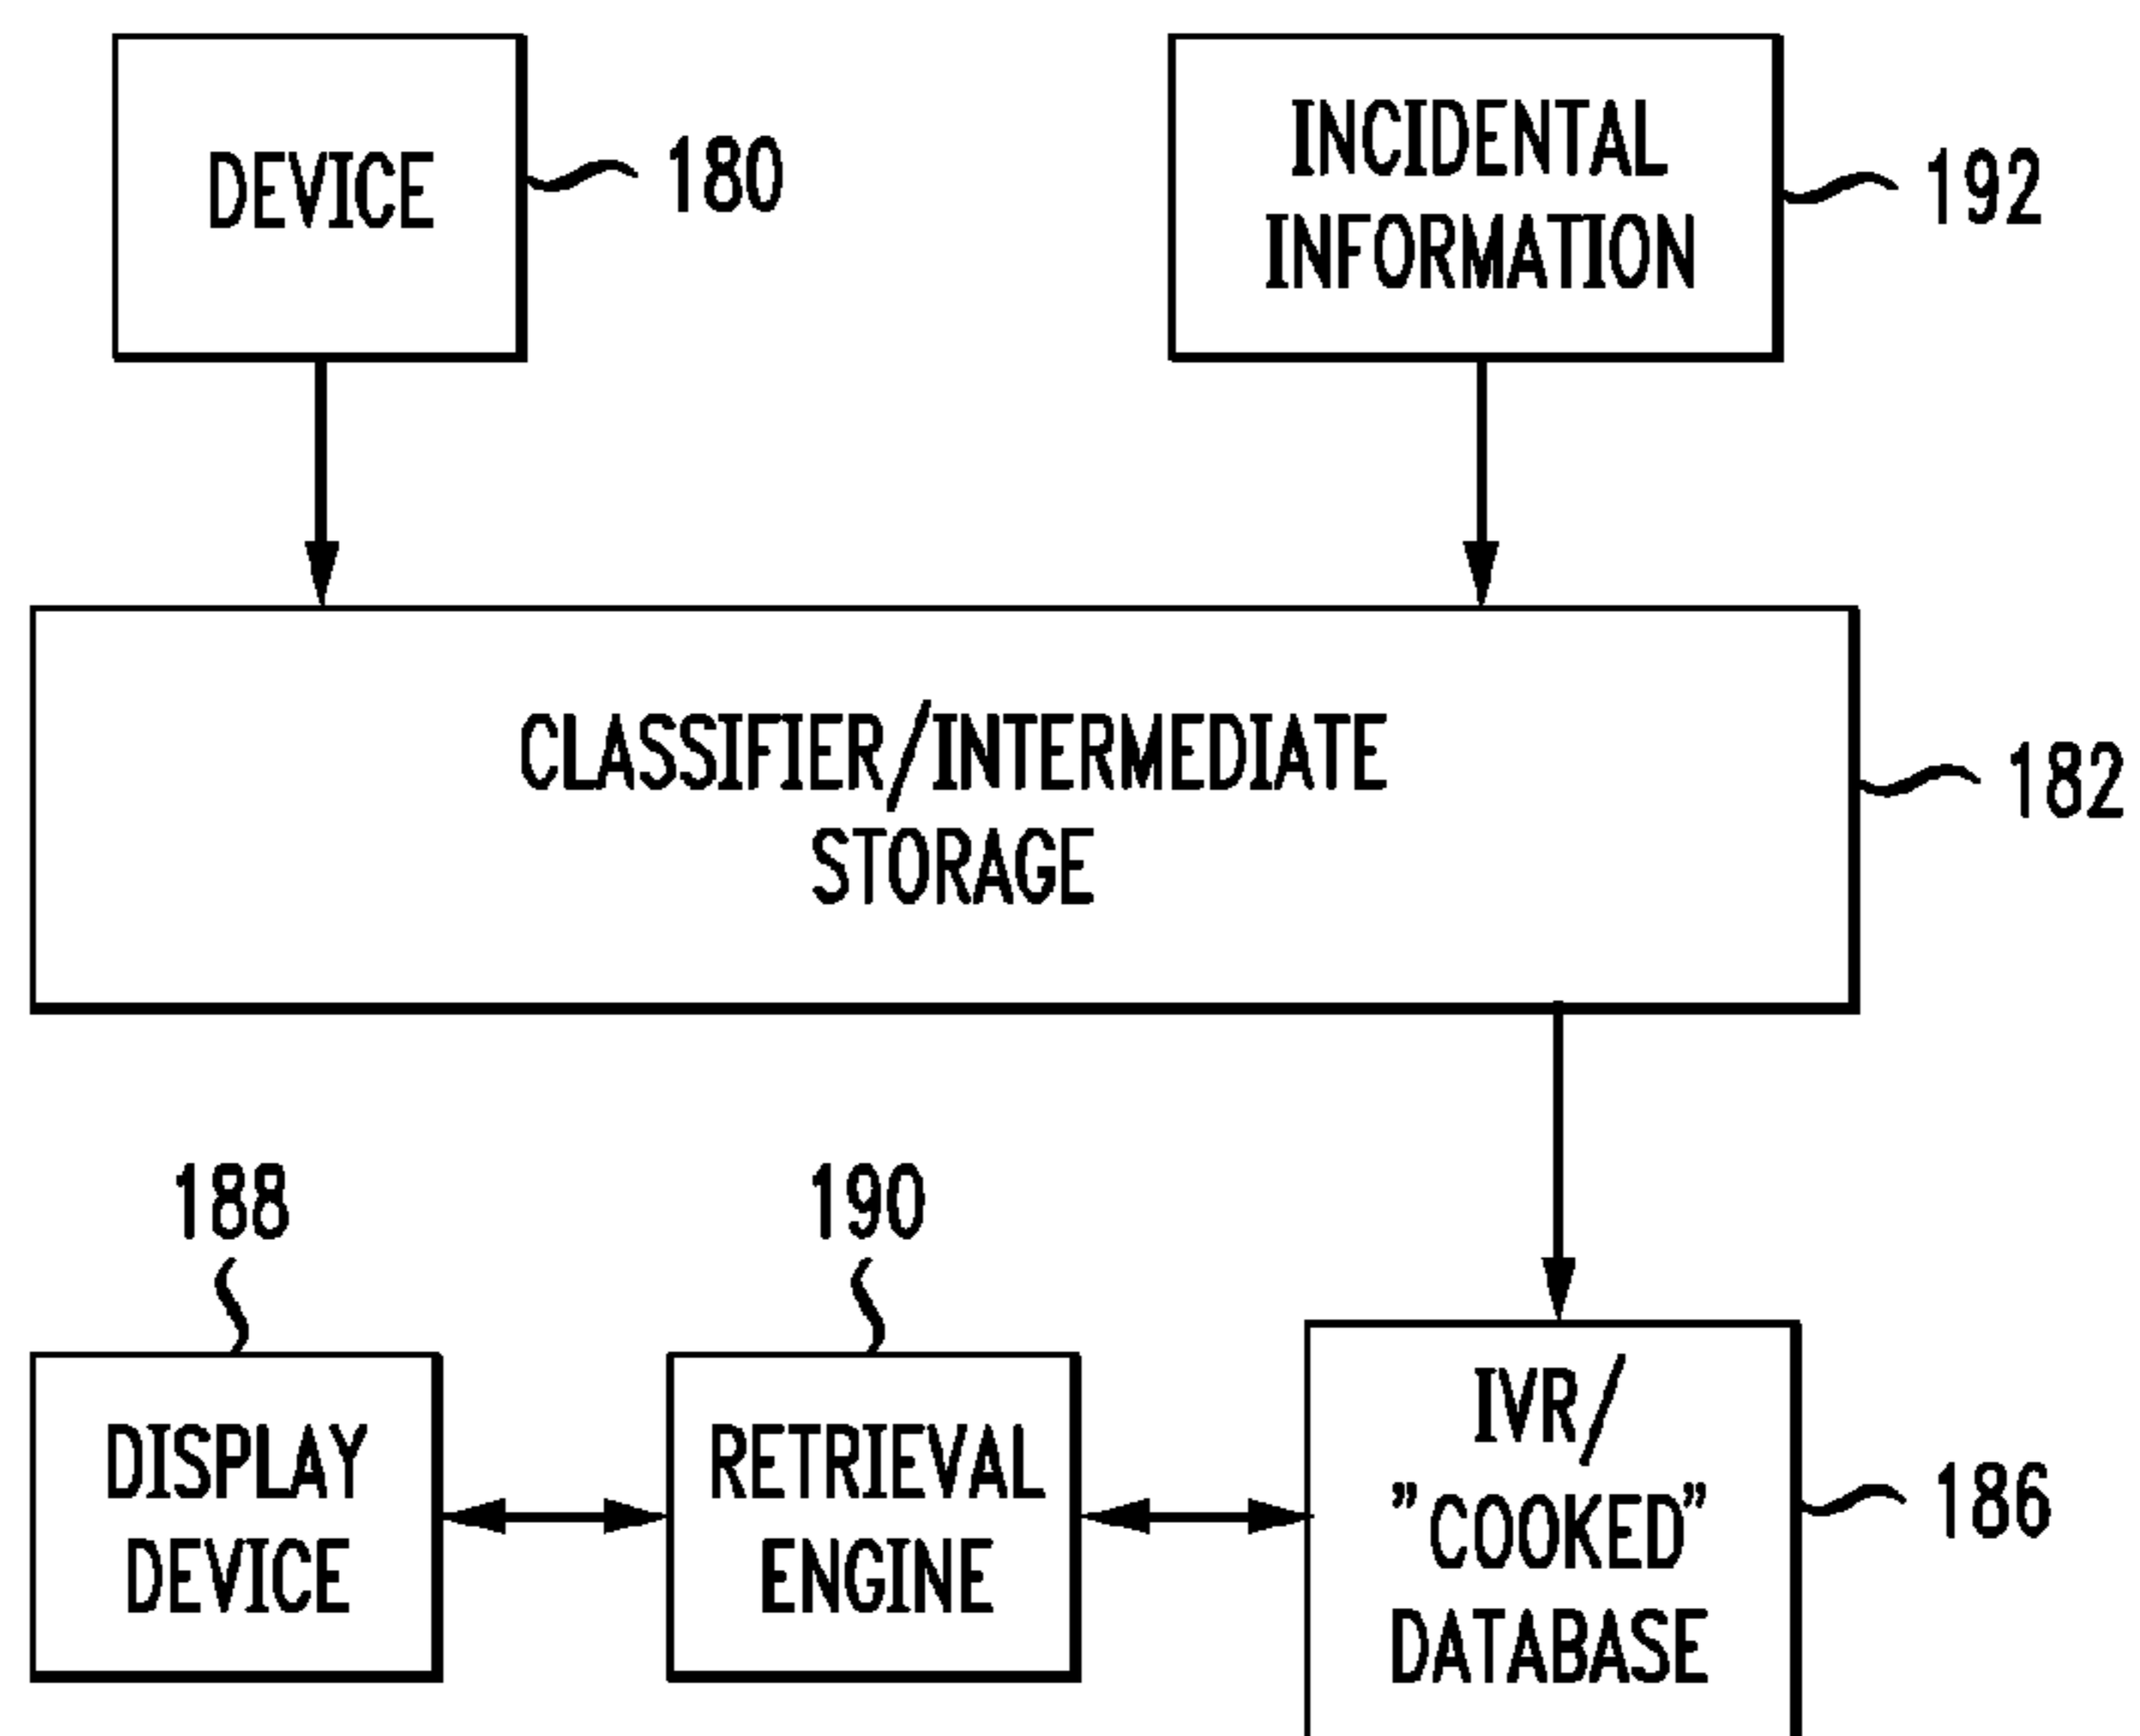 DEVICE
180
INCIDENTAL
INFORMATION
192
CLASSIFIER/INTERMEDIATE
STORAGE
182
188
190
DISPLAY
DEVICE
RETRIEVAL
ENGINE
IVR/
”COOKED”
DATABASE
186